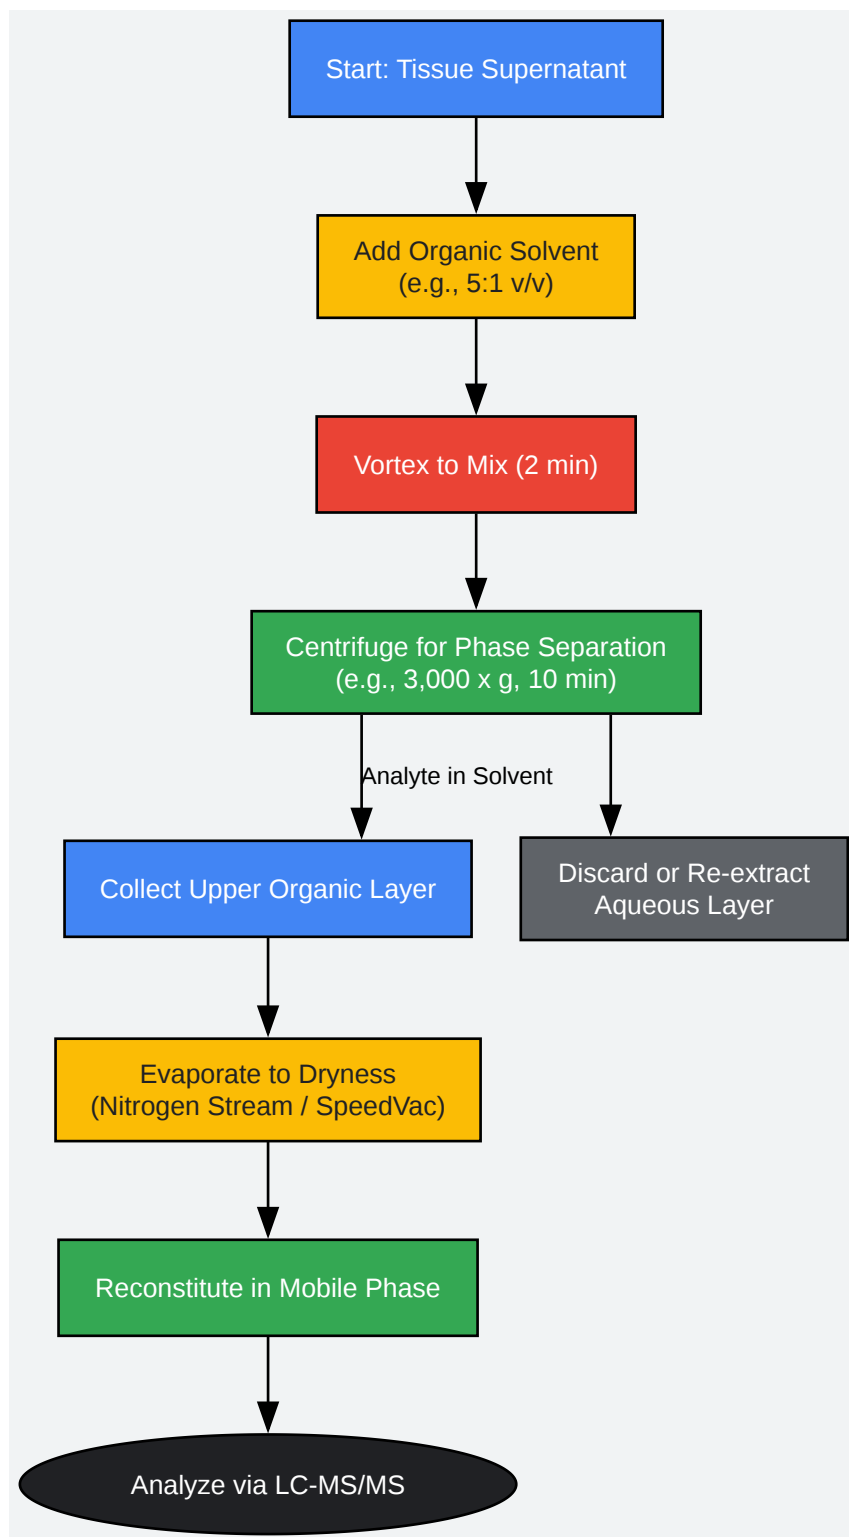 Start: Tissue Supernatant
Add Organic Solvent
(e.g., 5:1 v/v)
Vortex to Mix (2 min)
Centrifuge for Phase Separation
(e.g., 3,000 x g, 10 min)
Analyte in Solvent
Collect Upper Organic Layer
Discard or Re-extract
Aqueous Layer
Evaporate to Dryness
(Nitrogen Stream / SpeedVac)
Reconstitute in Mobile Phase
Analyze via LC-MS/MS